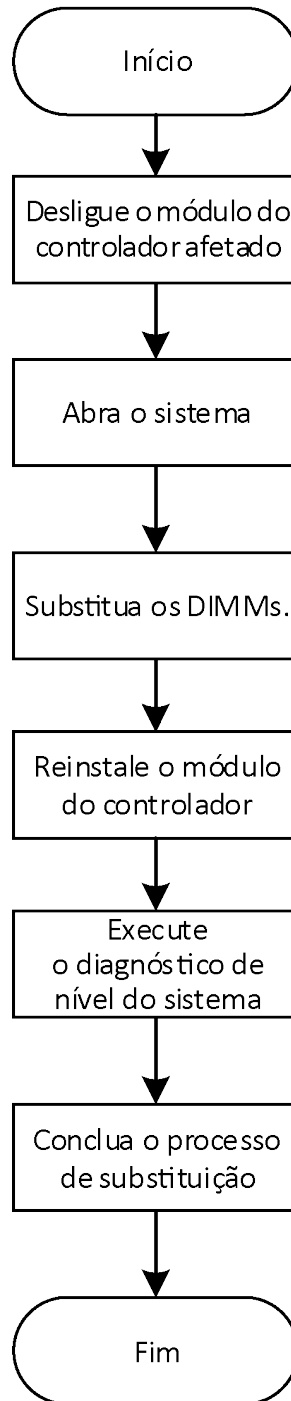 Início
Desligue o módulo do
controlador afetado
Abra o sistema
Substitua os DIMMs.
Reinstale o módulo
do controlador
Execute
o diagnóstico de
nível do sistema
Conclua o processo
de substituição
Fim